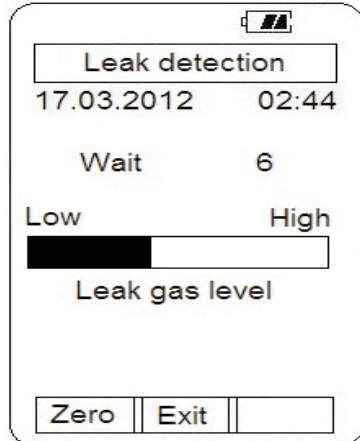 Leak detection
17.03.2012 02:44
Wait 6
Low High
Leak gas level
Zero Exit